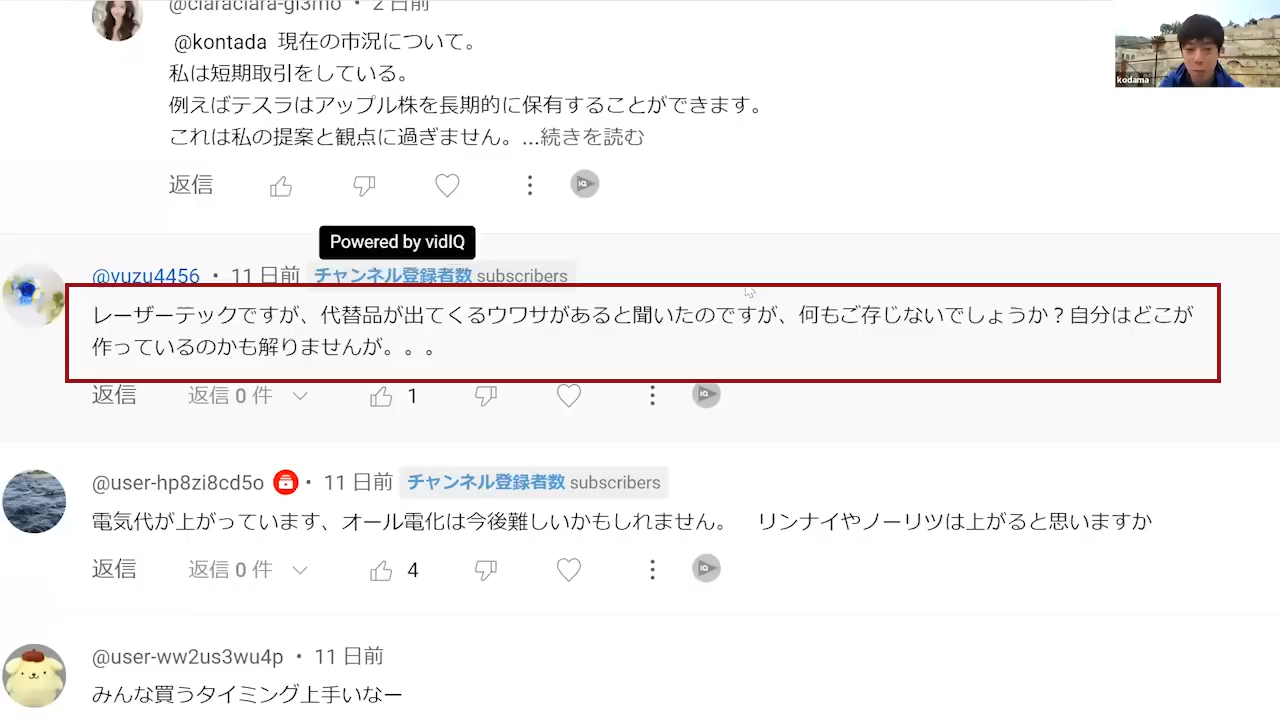 @claraclara-gl3mo • 2 日前
@kontada 現在の市況について。
私は短期取引をしている。
例えばテスラはアップル株を長期的に保有することができます。
これは私の提案と観点に過ぎません。...続きを読む
返信
kodama
Powered by vidIQ
@yuzu4456 • 11 日前 チャンネル登録者数 subscribers
レーザーテックですが、代替品が出てくるウワサがあると聞いたのですが、何もご存じないでしょうか？自分はどこが
作っているのかも解りませんが。。。
返信 返信 0 件 1
@user-hp8zi8cd5o • 11 日前 チャンネル登録者数 subscribers
電気代が上がっています、オール電化は今後難しいかもしれません。 リンナイやノーリツは上がると思いますか
返信 返信 0 件 4
@user-ww2us3wu4p • 11 日前
みんな買うタイミング上手いなー